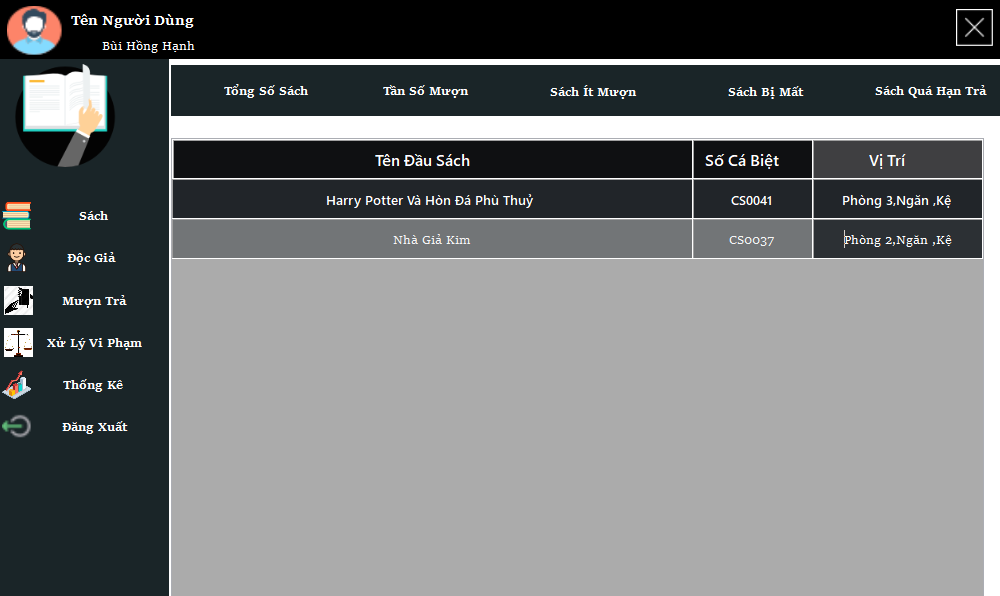 Tên Người Dùng
Bùi Hồng Hạnh
Tổng Số Sách Tần Số Mượn Sách Ít Mượn Sách Bị Mất Sách Quá Hạn Trả
Sách
Độc Giả
Mượn Trả
Xử Lý Vi Phạm
Thống Kê
Đăng Xuất
Tên Đầu Sách Số Cá Biệt Vị Trí
Harry Potter Và Hòn Đá Phù Thuỷ CS0041 Phòng 3,Ngăn ,Kệ
Nhà Giả Kim CS0037 Phòng 2,Ngăn ,Kệ